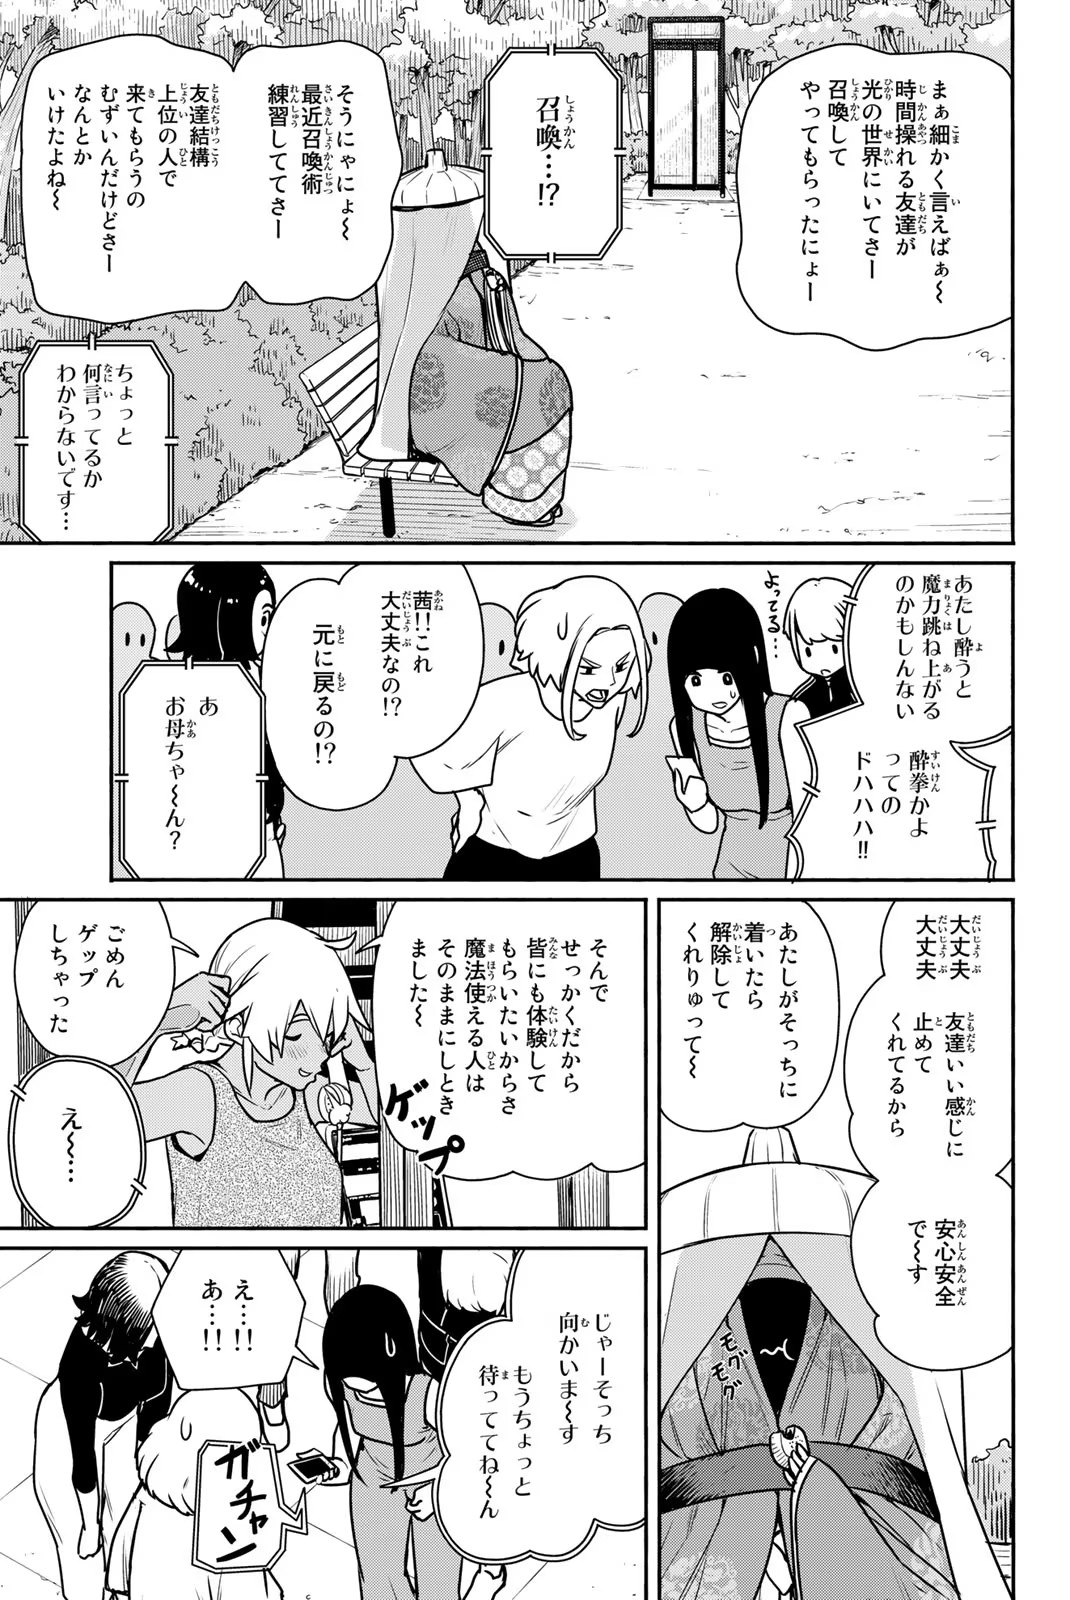 まぁ細かく言えばぁ〜
時間操れる友達が
光の世界にいてさー
召喚して
やってもらったにょー
召喚…!?
そうにゃにょ〜
最近召喚術
練習しててさー
友達結構
上位の人で
来てもらうの
むずいんだけどさー
なんとか
いけたよね〜
ちょっと
何言ってるか
わからないです…
あたし酔うと
魔力跳ね上がる
のかもしんない
酔拳かよ
っての
ドハハハ!!
よってる…
茜!!これ
大丈夫なの!?
元に戻るの!?
あ
お母ちゃ〜ん?
大丈夫
大丈夫
友達いい感じに
止めて
くれてるから
安心安全
で〜す
モグ
モグ
あたしがそっちに
着いたら
解除して
くれりゅって〜
そんで
せっかくだから
皆にも体験して
もらいたいからさ
魔法使える人は
そのままにしとき
ました〜
ゲップ
ごめん
ゲップ
しちゃった
え〜…
じゃーそっち
向かいま〜す
もうちょっと
待っててね〜ん
え…!!
あ…!!
ガチャン